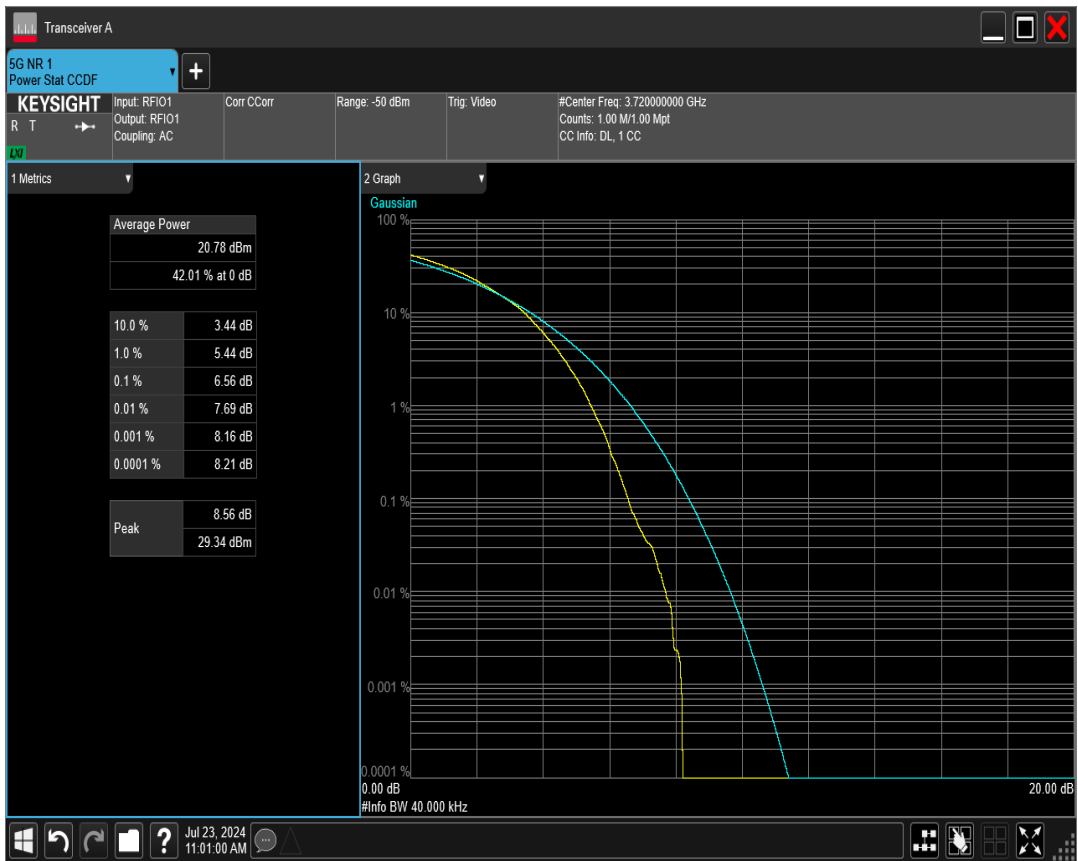 Transceiver A
5G NR 1
Power Stat CCDF
+
KEYSIGHT
R T
LXI
Input: RFIO1
Output: RFIO1
Coupling: AC
Corr CCorr
Range: -50 dBm
Trig: Video
#Center Freq: 3.720000000 GHz
Counts: 1.00 M/1.00 Mpt
CC Info: DL, 1 CC
1 Metrics
Average Power
20.78 dBm
42.01 % at 0 dB
10.0 % 3.44 dB
1.0 % 5.44 dB
0.1 % 6.56 dB
0.01 % 7.69 dB
0.001 % 8.16 dB
0.0001 % 8.21 dB
Peak 8.56 dB
29.34 dBm
2 Graph
Gaussian
100 %
10 %
1 %
0.1 %
0.01 %
0.001 %
0.0001 %
0.00 dB 20.00 dB
#Info BW 40.000 kHz
?
Jul 23, 2024
11:01:00 AM